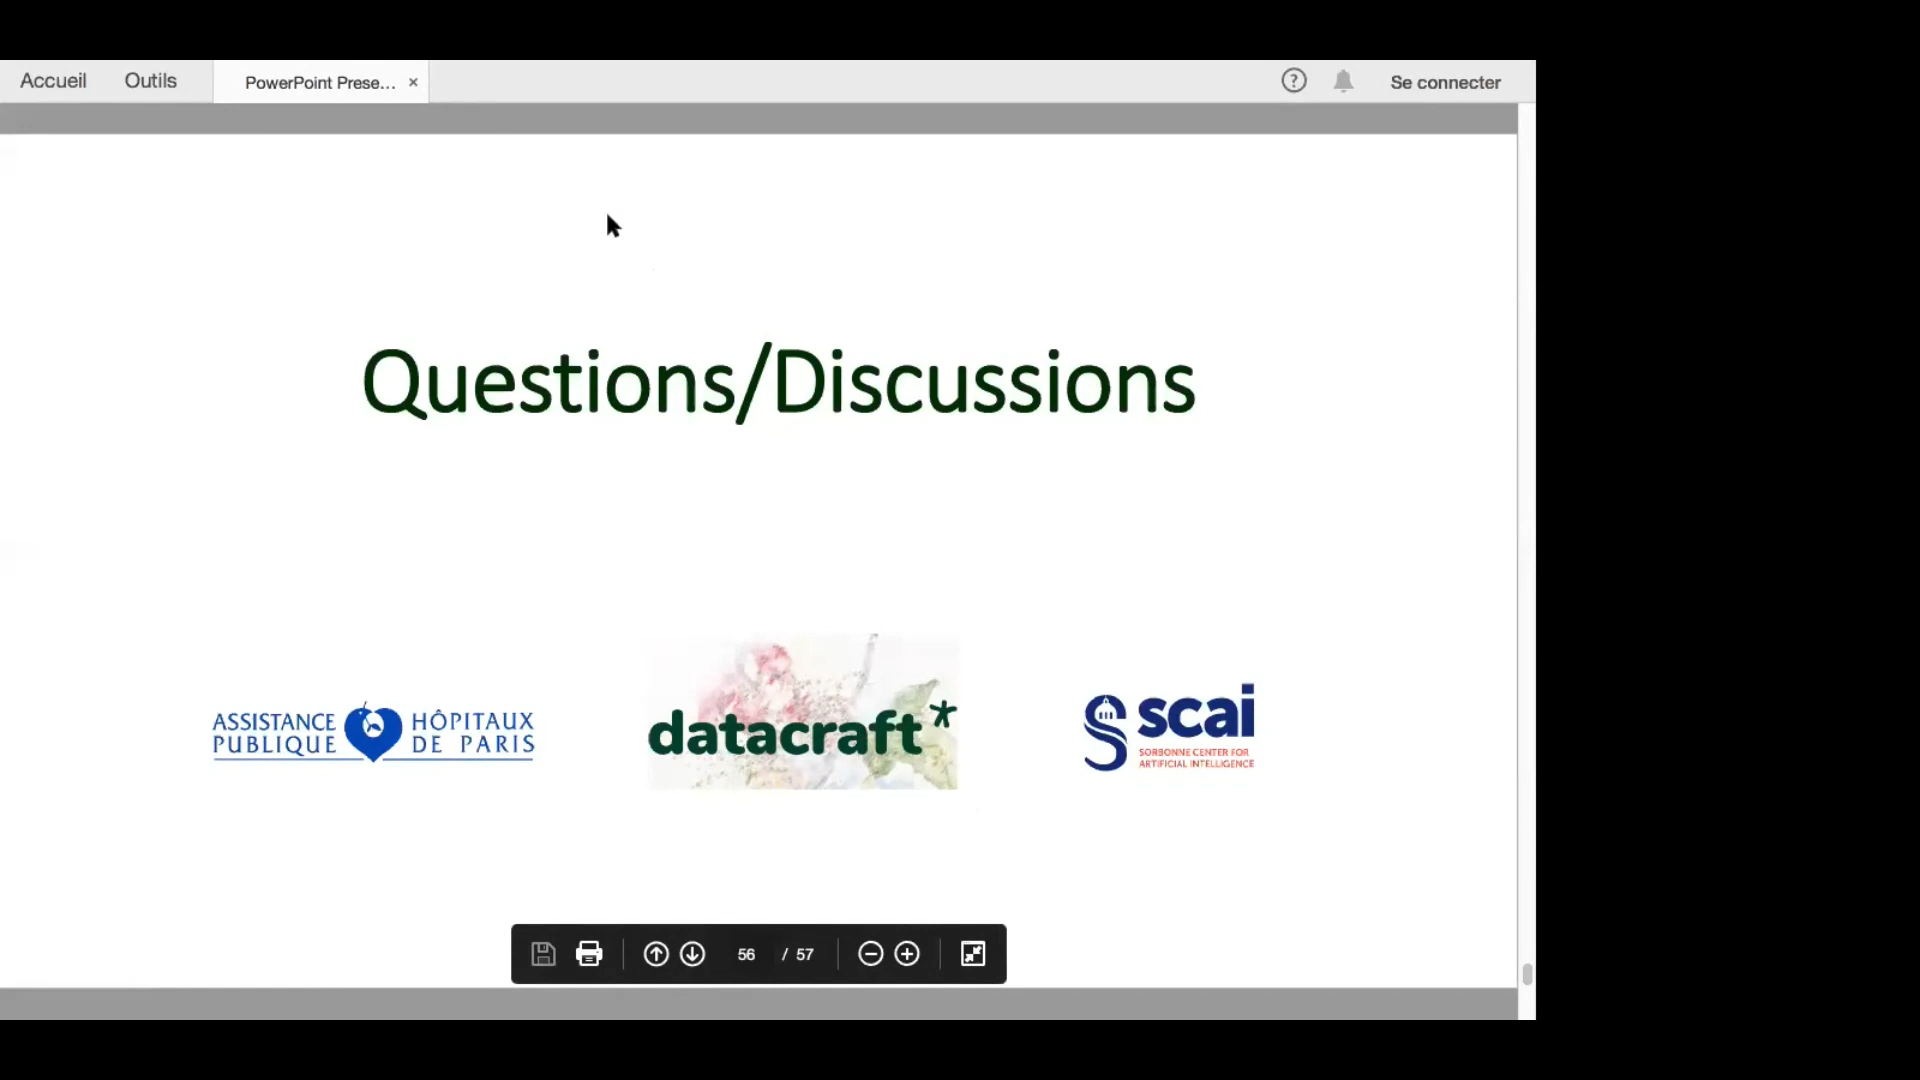 Accueil Outils PowerPoint Prese... × ? Se connecter
Questions/Discussions
ASSISTANCE HÔPITAUX
PUBLIQUE DE PARIS
datacraft*
scai
SORBONNE CENTER FOR
ARTIFICIAL INTELLIGENCE
56 / 57